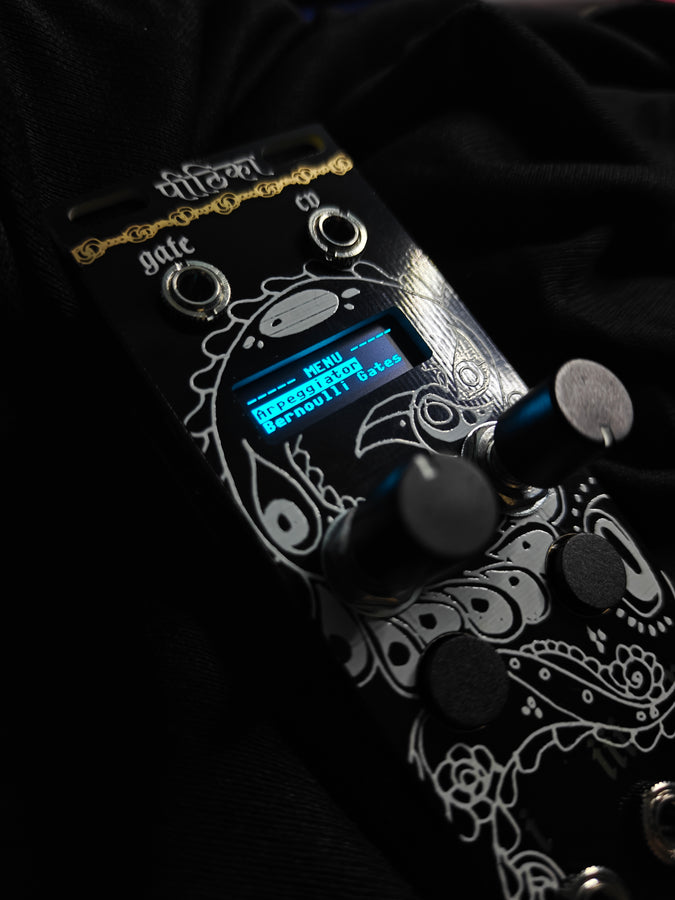 पीठिका
cv
gate
----- MENU -----
Arpeggiator
Bernoulli Gates